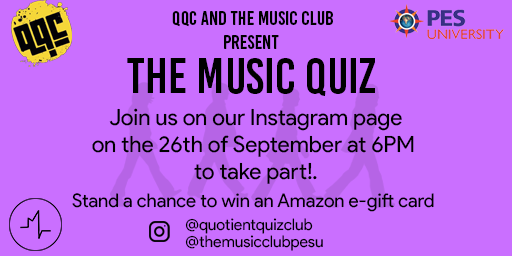 QQC
QQC AND THE MUSIC CLUB
PRESENT
PES
UNIVERSITY
THE MUSIC QUIZ
Join us on our Instagram page
on the 26th of September at 6PM
to take part!.
Stand a chance to win an Amazon e-gift card
@quotientquizclub
@themusicclubpesu